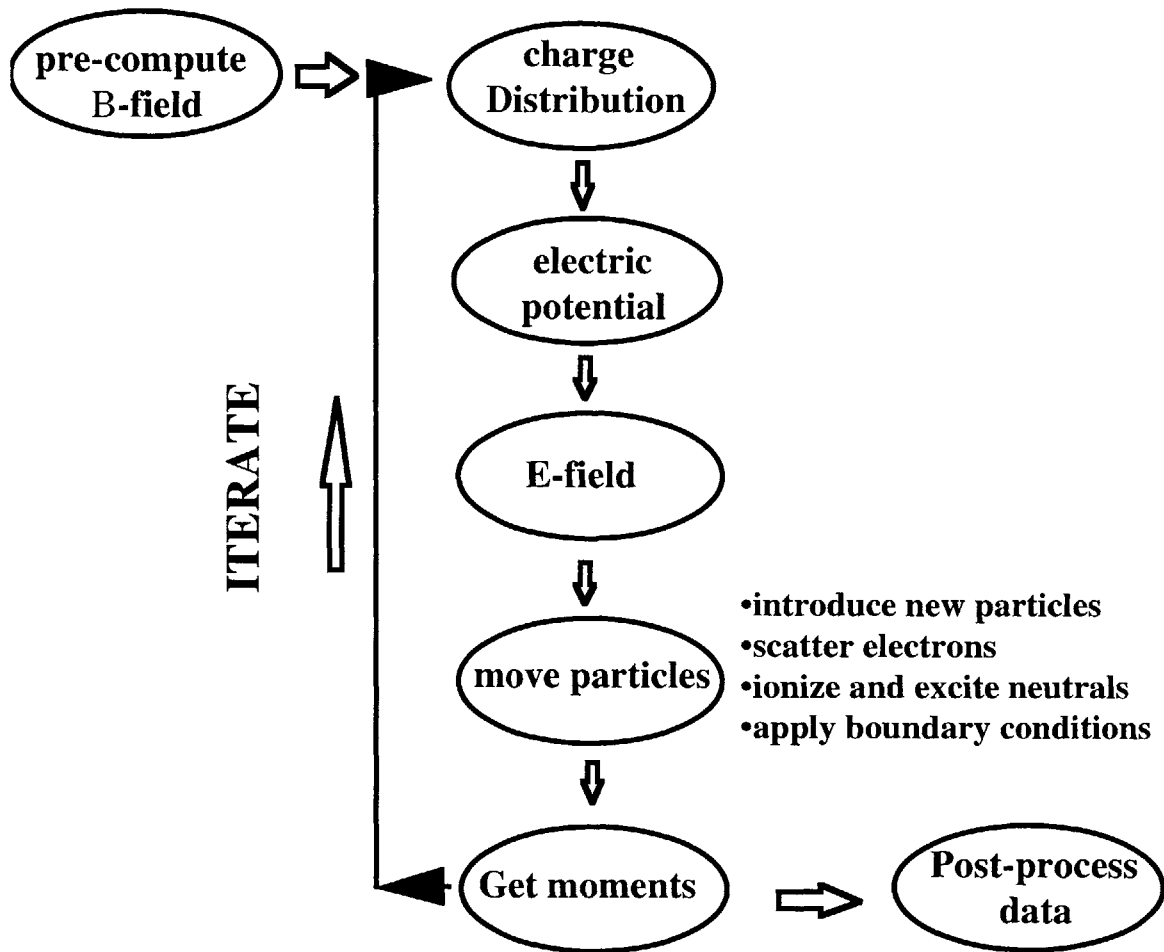 pre-compute
B-field
charge
Distribution
electric
potential
E-field
ITERATE
move particles
•introduce new particles
•scatter electrons
•ionize and excite neutrals
•apply boundary conditions
Get moments
Post-process
data